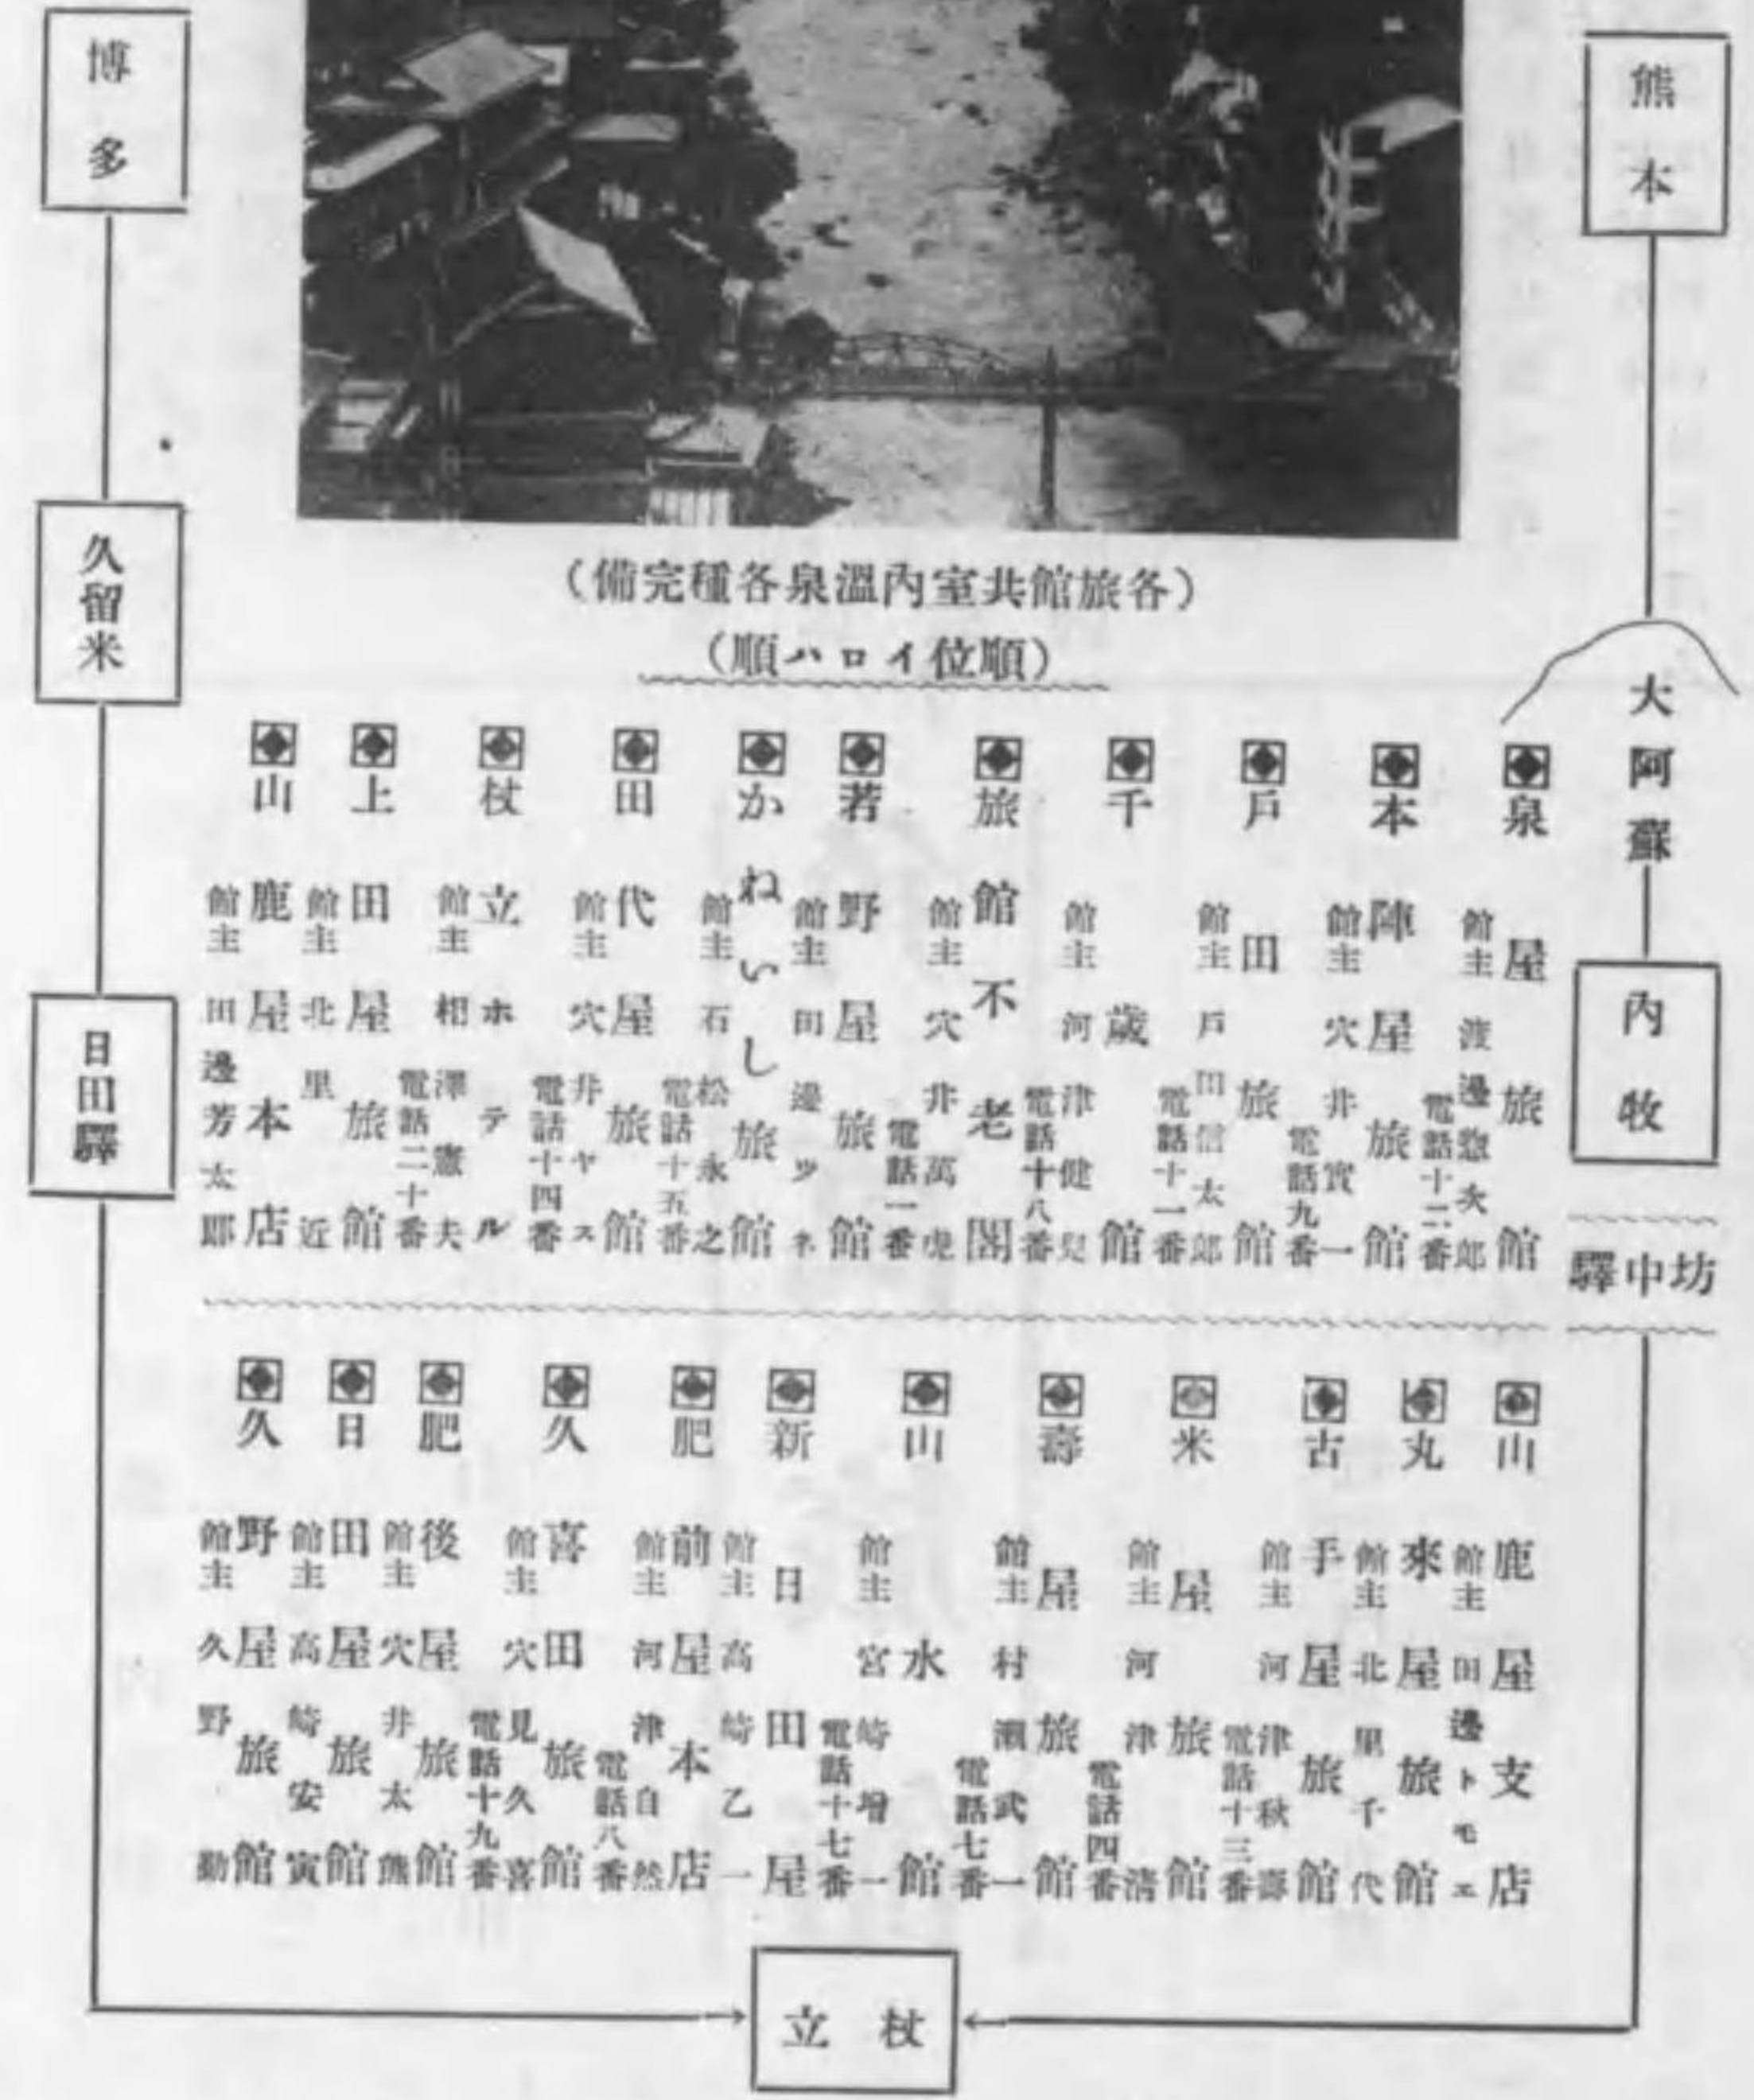 熊本
大阿蘇
內牧
坊中驛
博多
久留米
日田驛
(各旅館共室內溫泉各種完備)
(順位イロハ順)
泉屋旅館
館主 渡邊惣次郎
電話十二番
本陣屋旅館
館主 穴井實一
電話九番
戶田旅館
館主 戶田信太郎
電話十一番
千歲館
館主 河津健兒
電話十八番
旅館不老閣
館主 穴井萬虎
電話一番
若野屋旅館
館主 田邊ツネ
かねいし旅館
館主 石松永之
電話十五番
田代屋旅館
館主 穴井ヤス
電話十四番
杖立ホテル
館主 相澤憲夫
電話二十番
上田屋旅館
館主 北里近
山鹿屋本店
館主 田邊芳太郎
山鹿屋支店
館主 田邊トモエ
丸來屋旅館
館主 北里千代
古手屋旅館
館主 河津秋壽
電話十三番
米屋旅館
館主 河津清
電話四番
壽屋旅館
館主 村瀨武一
電話七番
山水館
館主 宮崎增一
電話十七番
新日田屋
館主 高崎乙一
肥前屋本店
館主 河津自然
電話八番
久喜田旅館
館主 穴見久喜
電話十九番
肥後屋旅館
館主 穴井太熊
日田屋旅館
館主 高崎安寅
久野屋旅館
館主 久野勤
杖立